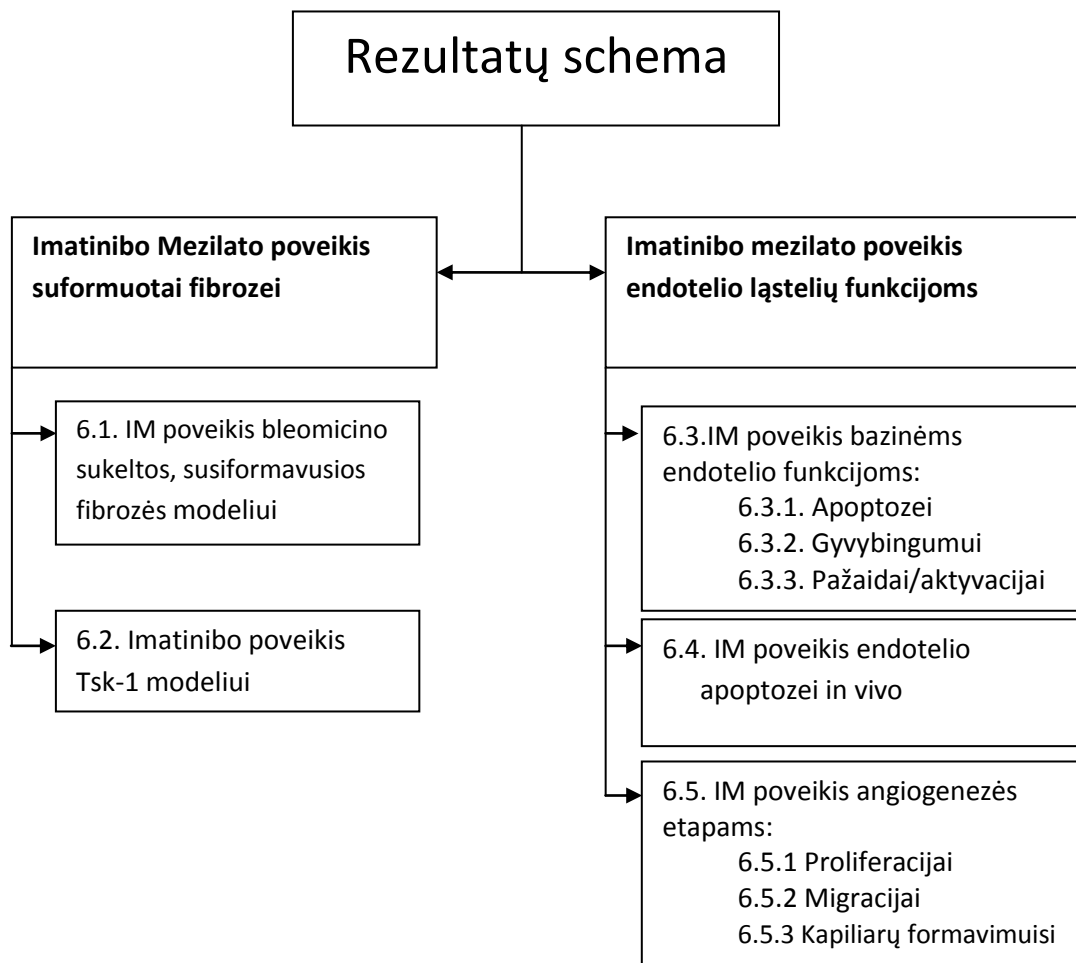 Rezultatų schema
Imatinibo Mezilato poveikis
suformuotai fibrozei
6.1. IM poveikis bleomicino
sukeltos, susiformavusios
fibrozės modeliui
6.2. Imatinibo poveikis
Tsk-1 modeliui
Imatinibo mezilato poveikis
endotelio ląstelių funkcijoms
6.3.IM poveikis bazinėms
endotelio funkcijoms:
6.3.1. Apoptozei
6.3.2. Gyvybingumui
6.3.3. Pažaidai/aktyvacijai
6.4. IM poveikis endotelio
apoptozei in vivo
6.5. IM poveikis angiogenezės
etapams:
6.5.1 Proliferacijai
6.5.2 Migracijai
6.5.3 Kapiliarų formavimuisi